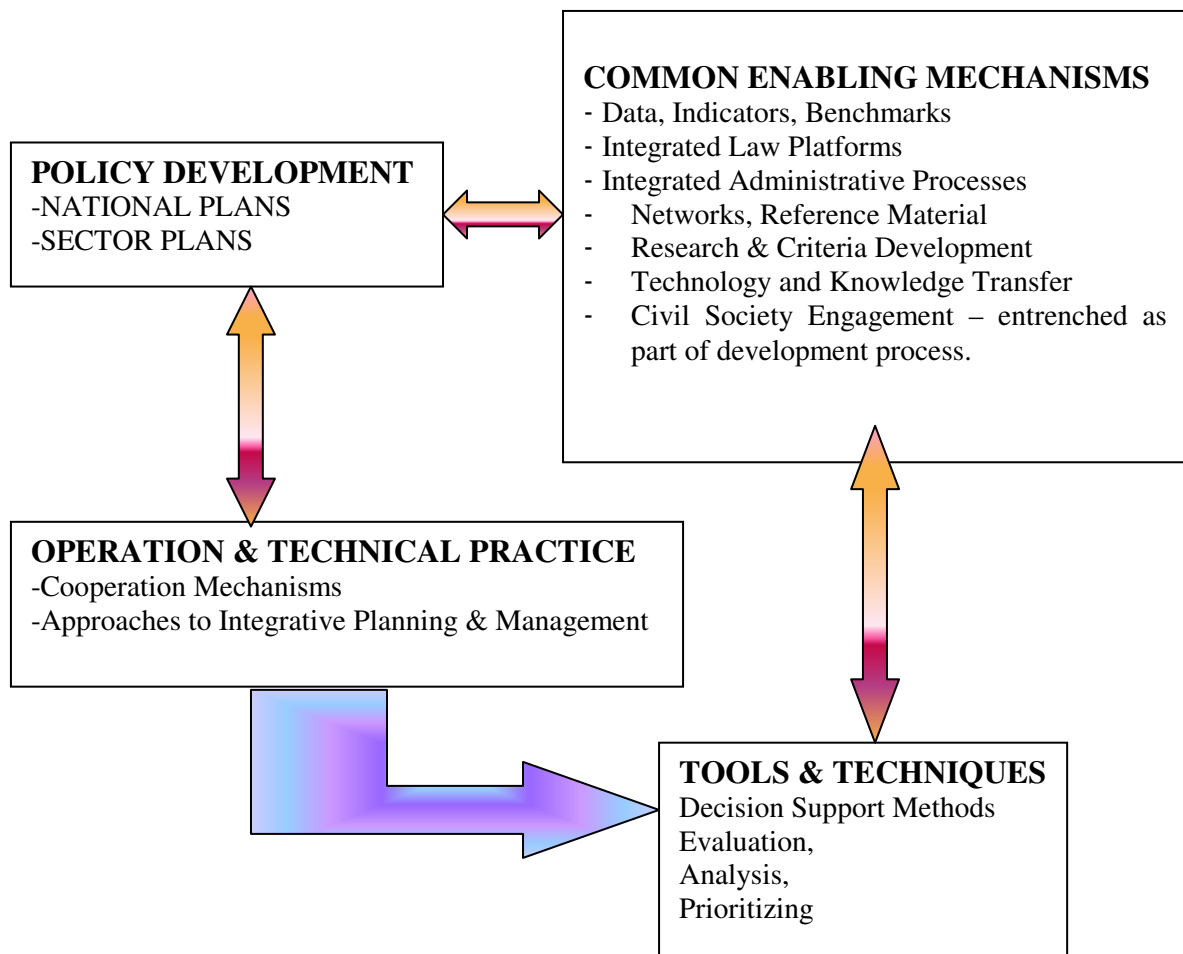 COMMON ENABLING MECHANISMS
- Data, Indicators, Benchmarks
- Integrated Law Platforms
- Integrated Administrative Processes
- Networks, Reference Material
- Research & Criteria Development
- Technology and Knowledge Transfer
- Civil Society Engagement – entrenched as
part of development process.
POLICY DEVELOPMENT
-NATIONAL PLANS
-SECTOR PLANS
OPERATION & TECHNICAL PRACTICE
-Cooperation Mechanisms
-Approaches to Integrative Planning & Management
TOOLS & TECHNIQUES
Decision Support Methods
Evaluation,
Analysis,
Prioritizing